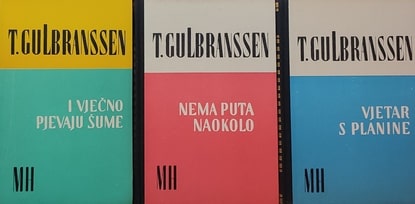 T. GULBRANSSEN
I VJEČNO
PJEVAJU ŠUME
MH
T. GULBRANSSEN
NEMA PUTA
NAOKOLO
MH
T. GULBRANSSEN
VJETAR
S PLANINE
MH